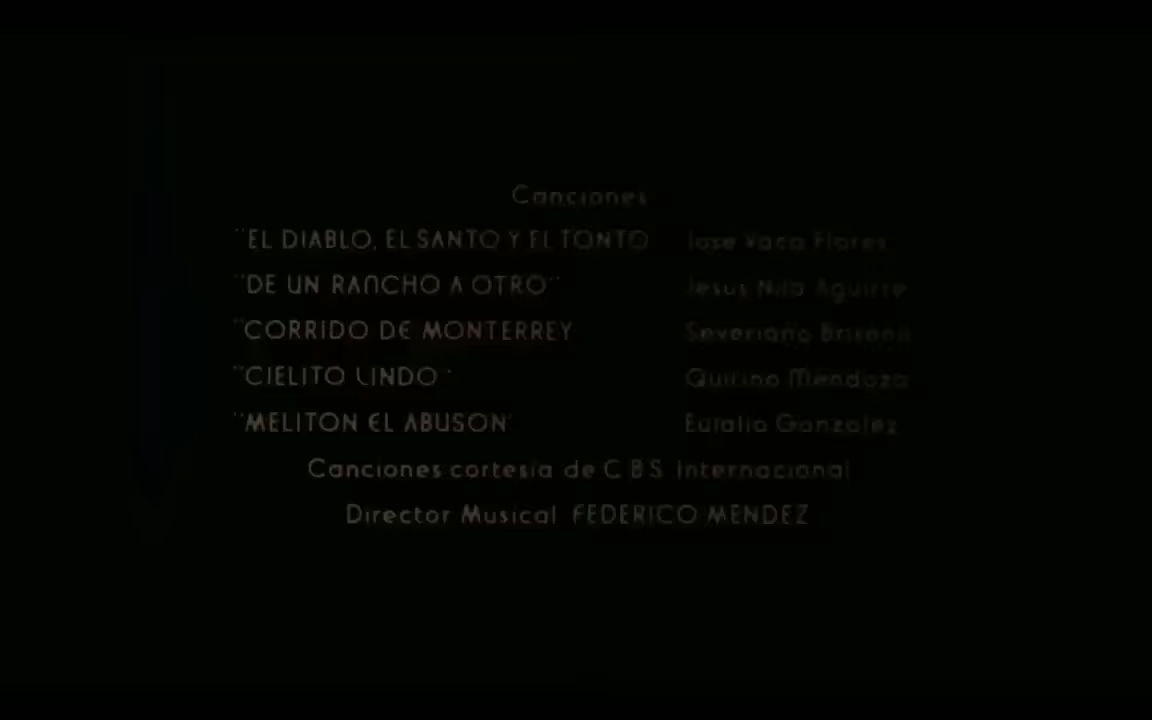 Canciones
"EL DIABLO, EL SANTO Y EL TONTO Jose Vaca Flores
"DE UN RANCHO A OTRO" Jesus Nila Aguirre
"CORRIDO DE MONTERREY Severiano Briseño
"CIELITO LINDO" Quirino Mendoza
"MELITON EL ABUSON" Eulalio Gonzalez
Canciones cortesia de C.B.S. Internacional
Director Musical FEDERICO MENDEZ